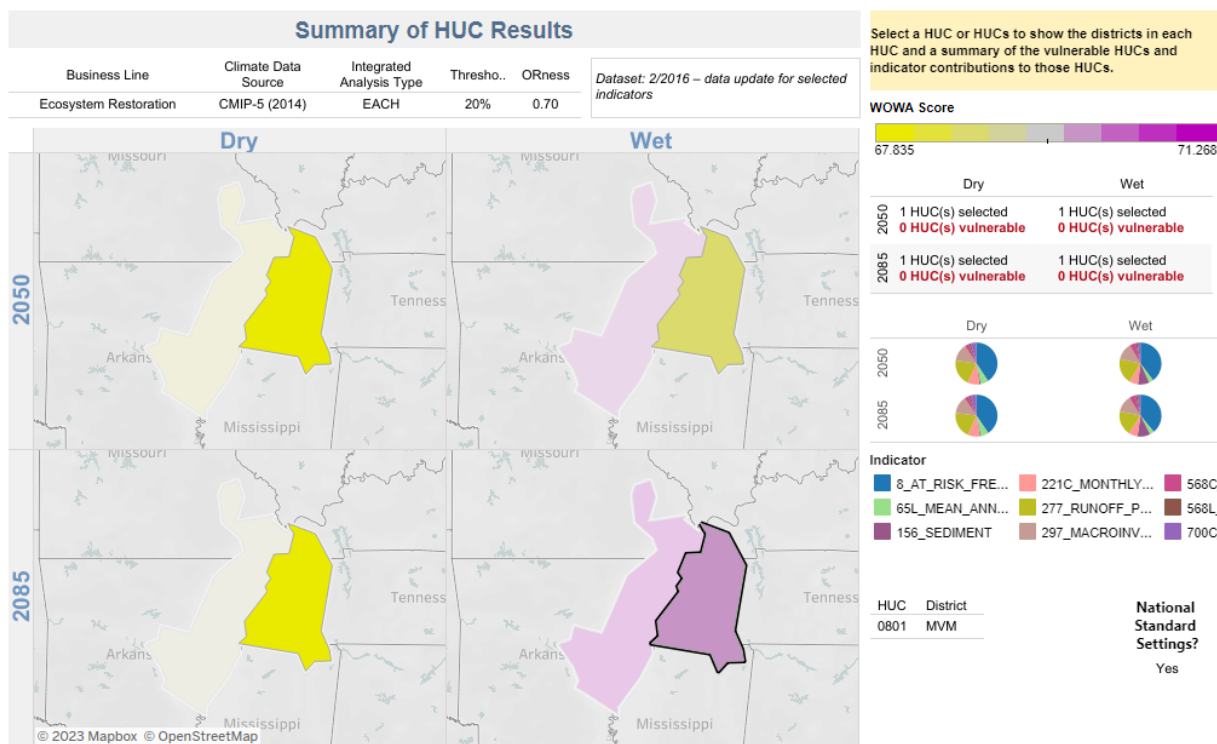 Summary of HUC Results
Business Line
Climate Data Source
Integrated Analysis Type
Thresho..
ORness
Ecosystem Restoration
CMIP-5 (2014)
EACH
20%
0.70
Dataset: 2/2016 – data update for selected
indicators
Dry
Wet
2050
Missouri
Tenness
Arkans
Mississippi
Missouri
Tenness
Arkans
Mississippi
2085
Missouri
Tenness
Arkans
Mississippi
Missouri
Tenness
Arkans
Mississippi
© 2023 Mapbox © OpenStreetMap
Select a HUC or HUCs to show the districts in each
HUC and a summary of the vulnerable HUCs and
indicator contributions to those HUCs.
WOWA Score
67.835
71.268
Dry
Wet
2050
1 HUC(s) selected
0 HUC(s) vulnerable
1 HUC(s) selected
0 HUC(s) vulnerable
2085
1 HUC(s) selected
0 HUC(s) vulnerable
1 HUC(s) selected
0 HUC(s) vulnerable
Dry
Wet
2050
2085
Indicator
8_AT_RISK_FRE...
221C_MONTHLY...
568C
65L_MEAN_ANN...
277_RUNOFF_P...
568L_
156_SEDIMENT
297_MACROINV...
700C
HUC District
0801 MVM
National
Standard
Settings?
Yes